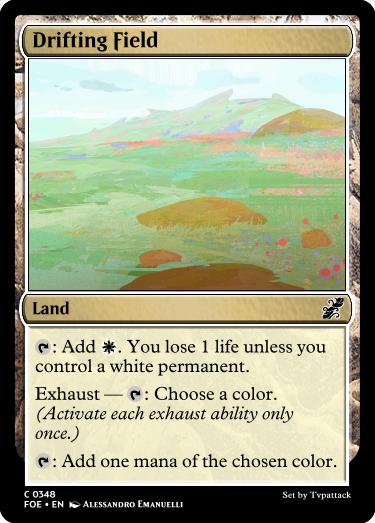 Drifting Field
Land
: Add . You lose 1 life unless you
control a white permanent.
Exhaust — : Choose a color.
(Activate each exhaust ability only
once.)
: Add one mana of the chosen color.
C 0348
Set by Tvpattack
FOE • EN Alessandro Emanuelli